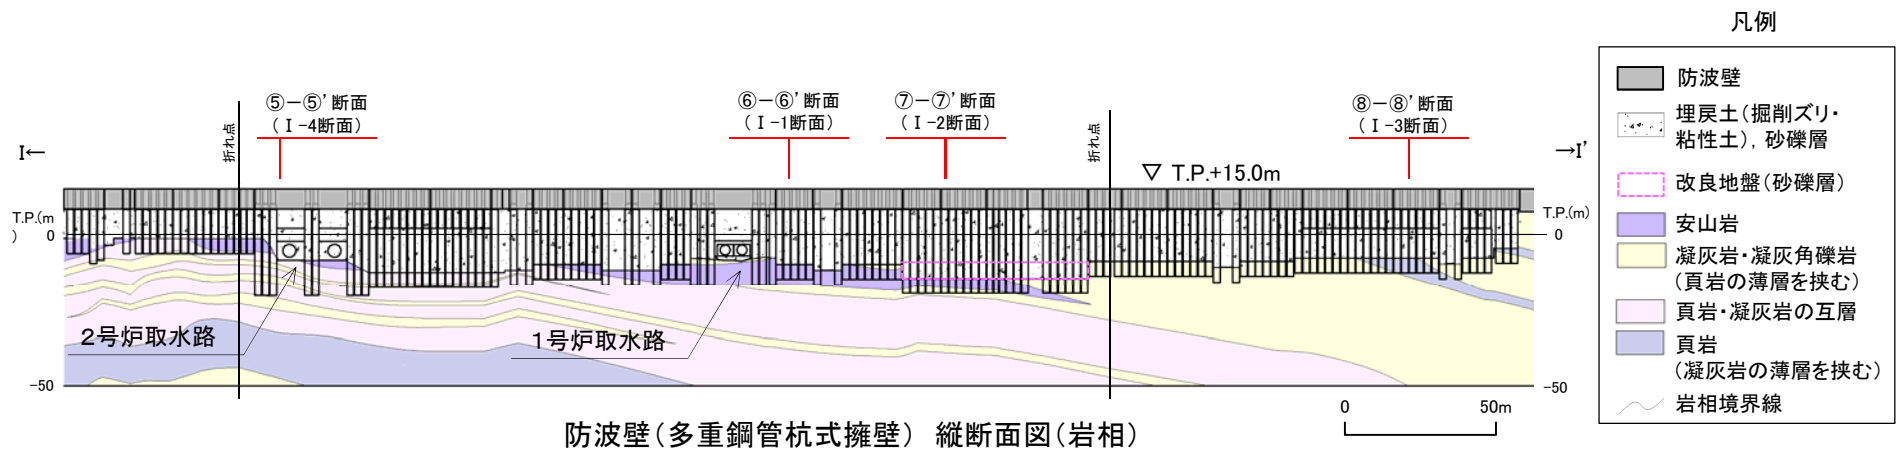 凡例
防波壁
埋戻土(掘削ズリ・
粘性土),砂礫層
改良地盤(砂礫層)
安山岩
凝灰岩・凝灰角礫岩
(頁岩の薄層を挟む)
頁岩・凝灰岩の互層
頁岩
(凝灰岩の薄層を挟む)
岩相境界線
⑤-⑤'断面
(Ⅰ-4断面)
⑥-⑥'断面
(Ⅰ-1断面)
⑦-⑦'断面
(Ⅰ-2断面)
⑧-⑧'断面
(Ⅰ-3断面)
折れ点
折れ点
I←
→I'
▽ T.P.+15.0m
T.P.(m
)
0
-50
T.P.(m)
0
-50
2号炉取水路
1号炉取水路
0 50m
防波壁(多重鋼管杭式擁壁) 縦断面図(岩相)